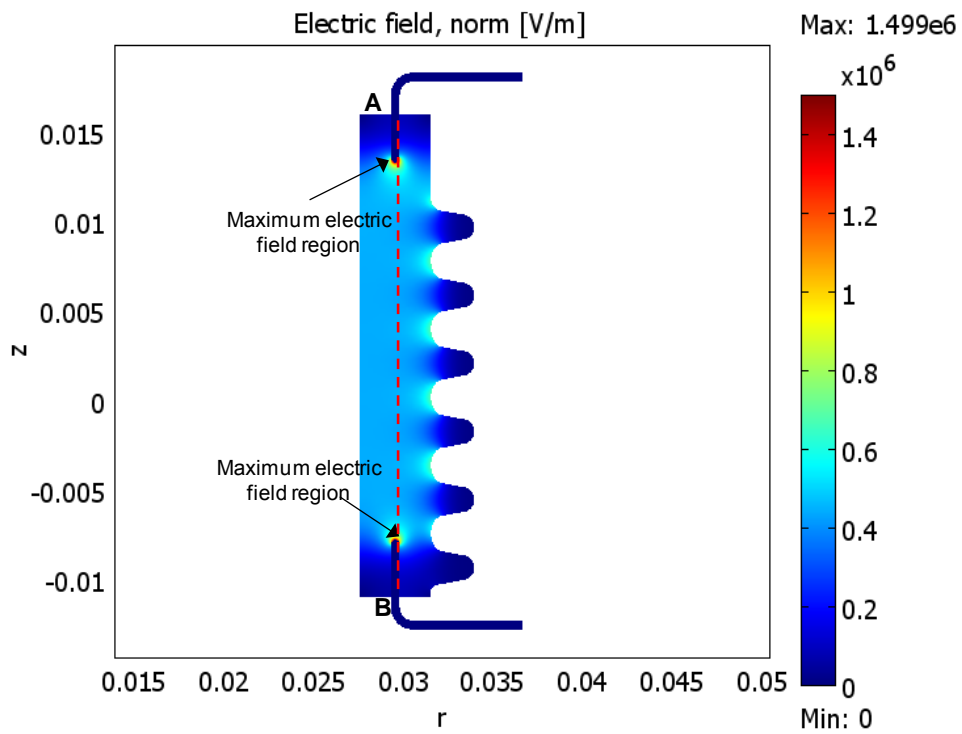 Electric field, norm [V/m]
Max: 1.499e6
x10^6
A
0.015
1.4
Maximum electric
field region
0.01
1.2
1
0.005
z
0.8
0
0.6
Maximum electric
field region
-0.005
0.4
-0.01
0.2
B
0
0.015 0.02 0.025 0.03 0.035 0.04 0.045 0.05
r
Min: 0